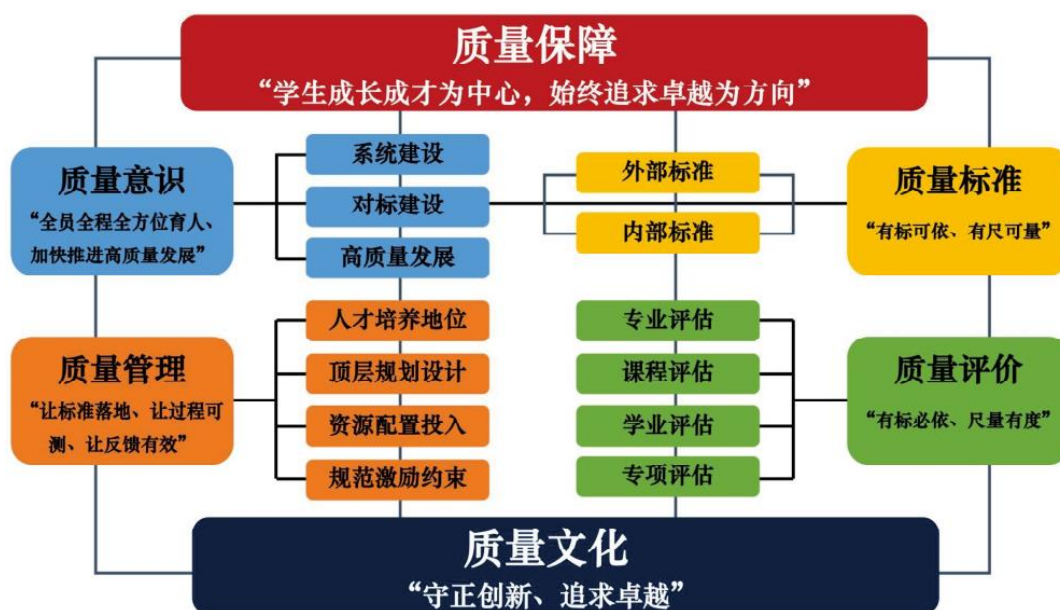 质量保障
“学生成长成才为中心，始终追求卓越为方向”
质量意识
“全员全程全方位育人、
加快推进高质量发展”
系统建设
对标建设
高质量发展
外部标准
内部标准
质量标准
“有标可依、有尺可量”
质量管理
“让标准落地、让过程可
测、让反馈有效”
人才培养地位
顶层规划设计
资源配置投入
规范激励约束
专业评估
课程评估
学业评估
专项评估
质量评价
“有标必依、尺量有度”
质量文化
“守正创新、追求卓越”